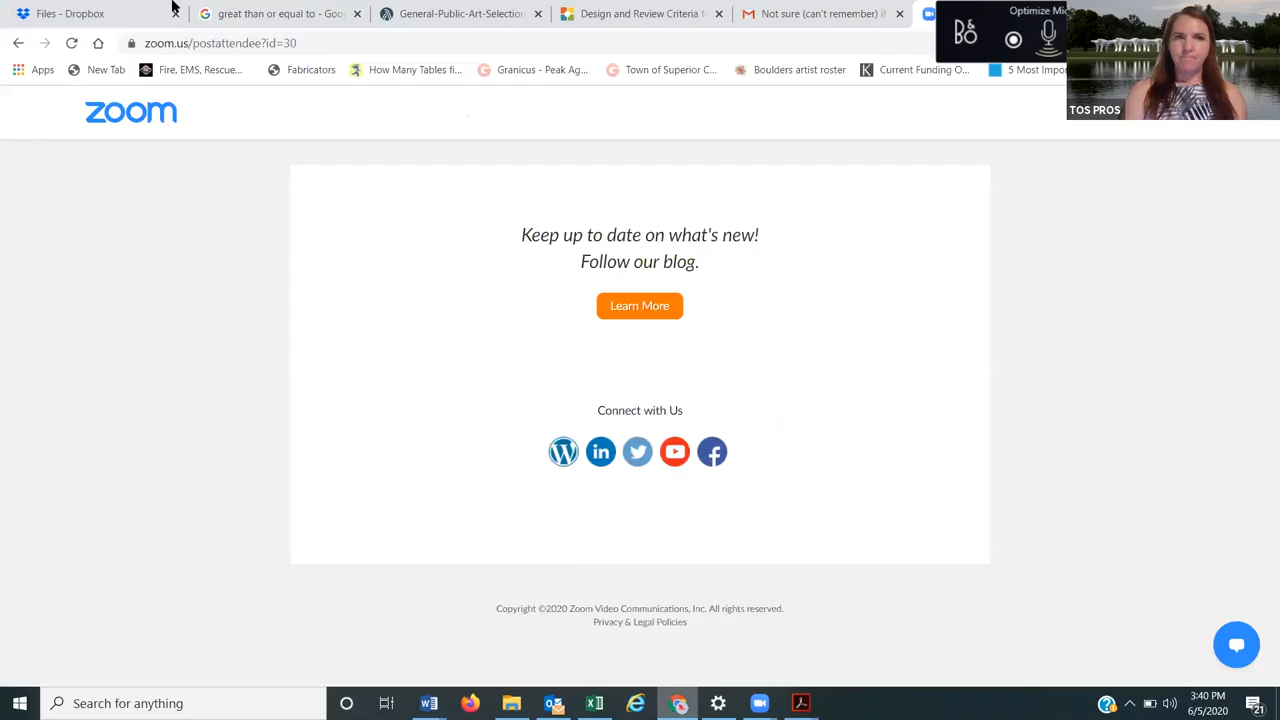 Files - Dropbox
great than or equal to - Goo
General-Public-Art-Selection
Design and Review Criteria f
Not sure (can't remember) if
Optimize Mic
zoom.us/postattendee?id=30
B&O
Apps
New Tab
Fire, EMS, Rescue...
How Many Tables fi...
Granicus - Peak Ag...
Town of Superior C...
Boulders artist roster
Current Funding O...
5 Most Impo
TOS PROS
zoom
Keep up to date on what's new!
Follow our blog.
Learn More
Connect with Us
Copyright ©2020 Zoom Video Communications, Inc. All rights reserved.
Privacy & Legal Policies
Search for anything
3:40 PM
6/5/2020
21